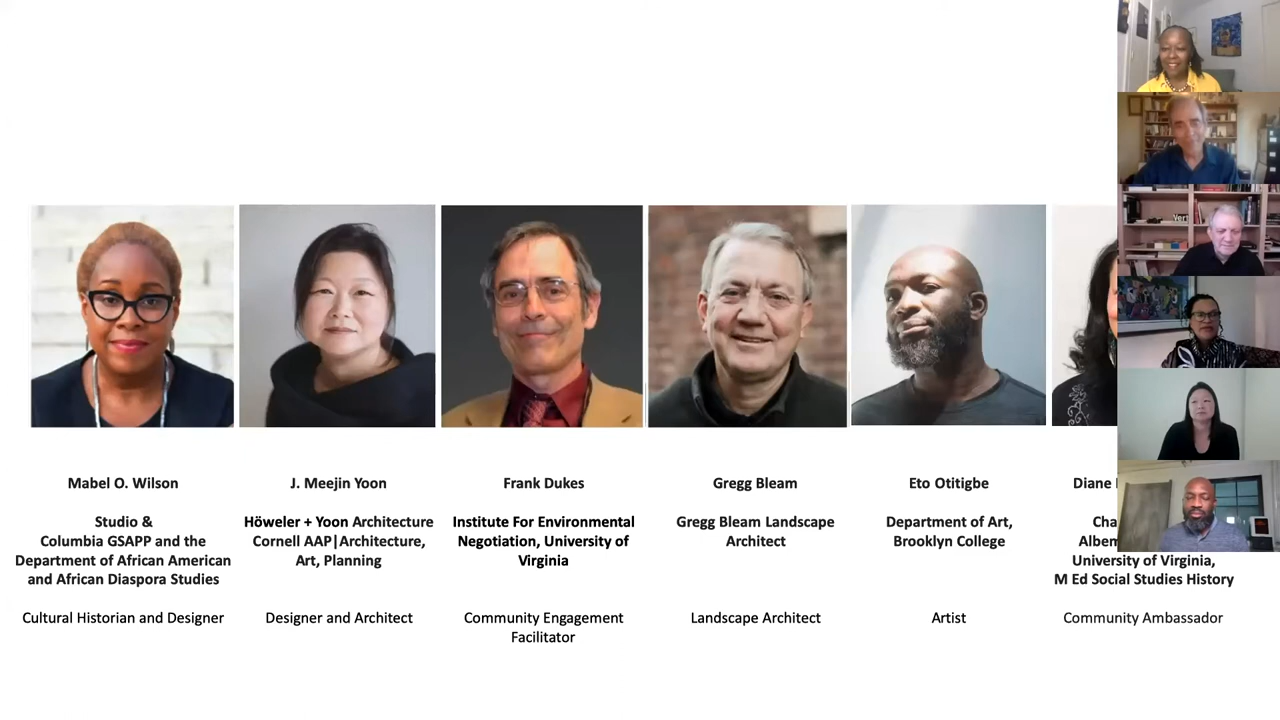 Mabel O. Wilson
Studio &
Columbia GSAPP and the
Department of African American
and African Diaspora Studies
Cultural Historian and Designer
J. Meejin Yoon
Höweler + Yoon Architecture
Cornell AAP|Architecture,
Art, Planning
Designer and Architect
Frank Dukes
Institute For Environmental
Negotiation, University of
Virginia
Community Engagement
Facilitator
Gregg Bleam
Gregg Bleam Landscape
Architect
Landscape Architect
Eto Otitigbe
Department of Art,
Brooklyn College
Artist
Diane
University of Virginia,
M Ed Social Studies History
Community Ambassador